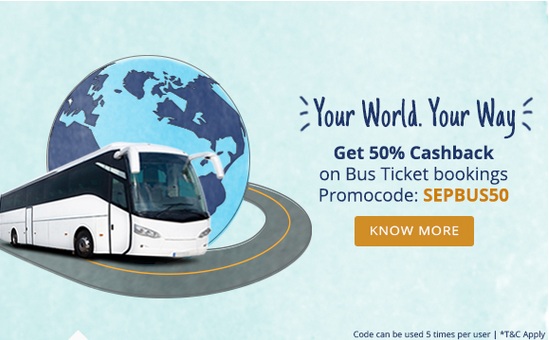 Your World. Your Way
Get 50% Cashback
on Bus Ticket bookings
Promocode: SEPBUS50
KNOW MORE
Code can be used 5 times per user | *T&C Apply